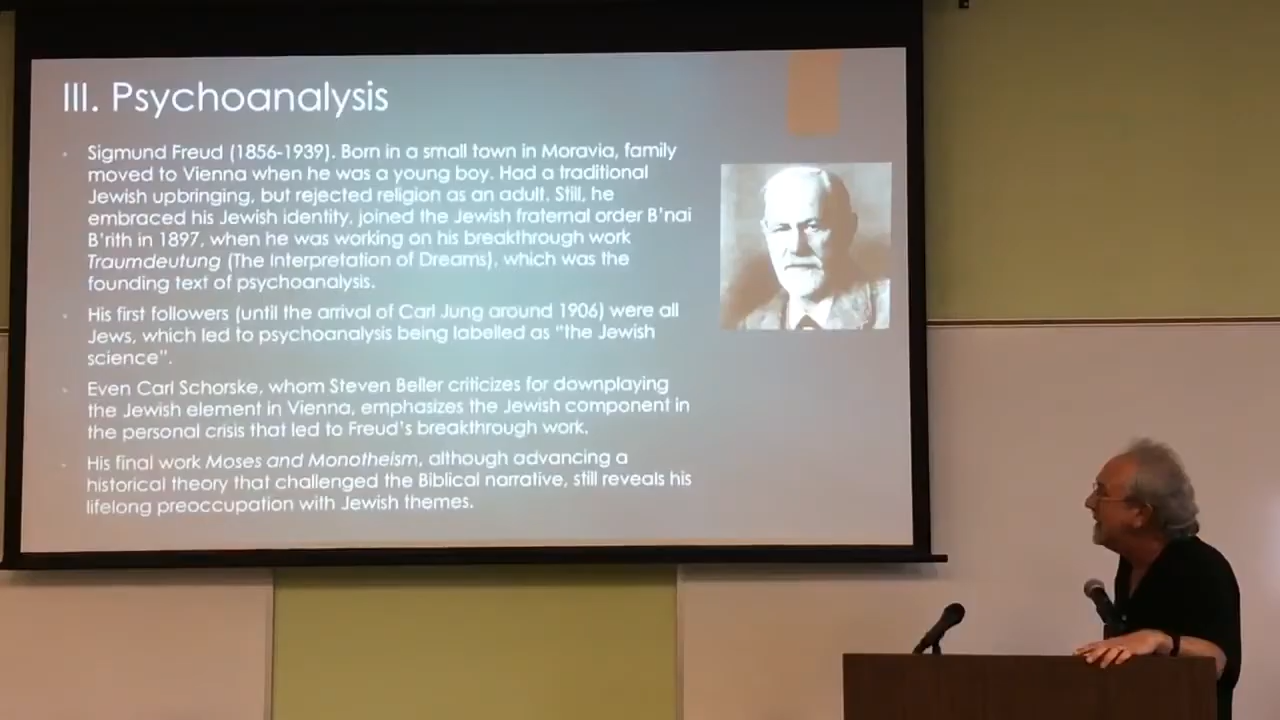 III. Psychoanalysis
Sigmund Freud (1856-1939). Born in a small town in Moravia, family
moved to Vienna when he was a young boy. Had a traditional
Jewish upbringing, but rejected religion as an adult. Still, he
embraced his Jewish identity, joined the Jewish fraternal order B'nai
B'rith in 1897, when he was working on his breakthrough work
Traumdeutung (The Interpretation of Dreams), which was the
founding text of psychoanalysis.
His first followers (until the arrival of Carl Jung around 1906) were all
Jews, which led to psychoanalysis being labelled as "the Jewish
science".
Even Carl Schorske, whom Steven Beller criticizes for downplaying
the Jewish element in Vienna, emphasizes the Jewish component in
the personal crisis that led to Freud's breakthrough work.
His final work Moses and Monotheism, although advancing a
historical theory that challenged the Biblical narrative, still reveals his
lifelong preoccupation with Jewish themes.